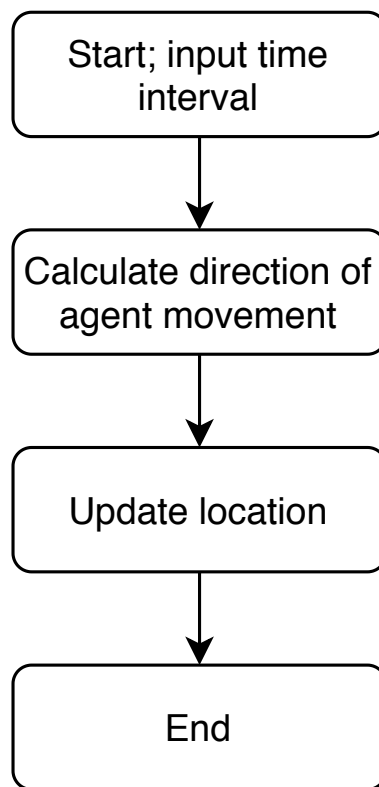 Start; input time
interval
Calculate direction of
agent movement
Update location
End